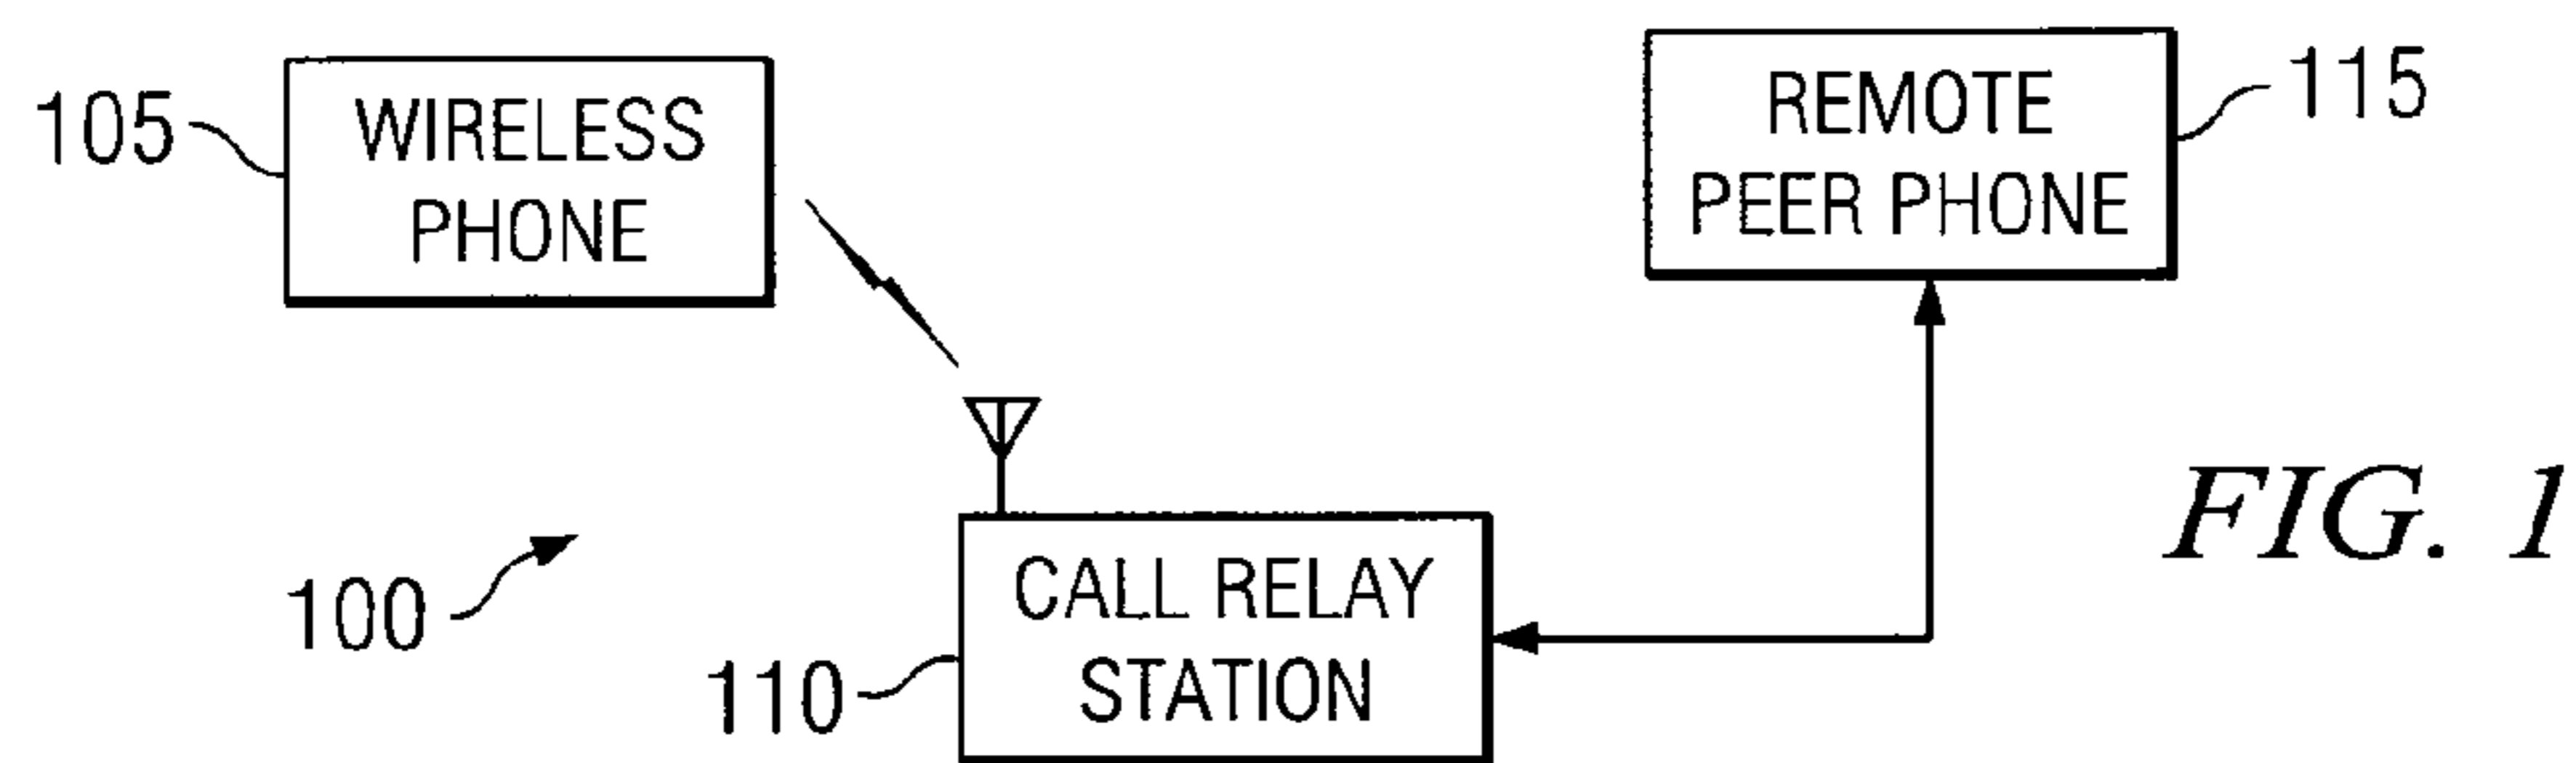 105
WIRELESS
PHONE
REMOTE
PEER PHONE
115
100
110
CALL RELAY
STATION
FIG. 1